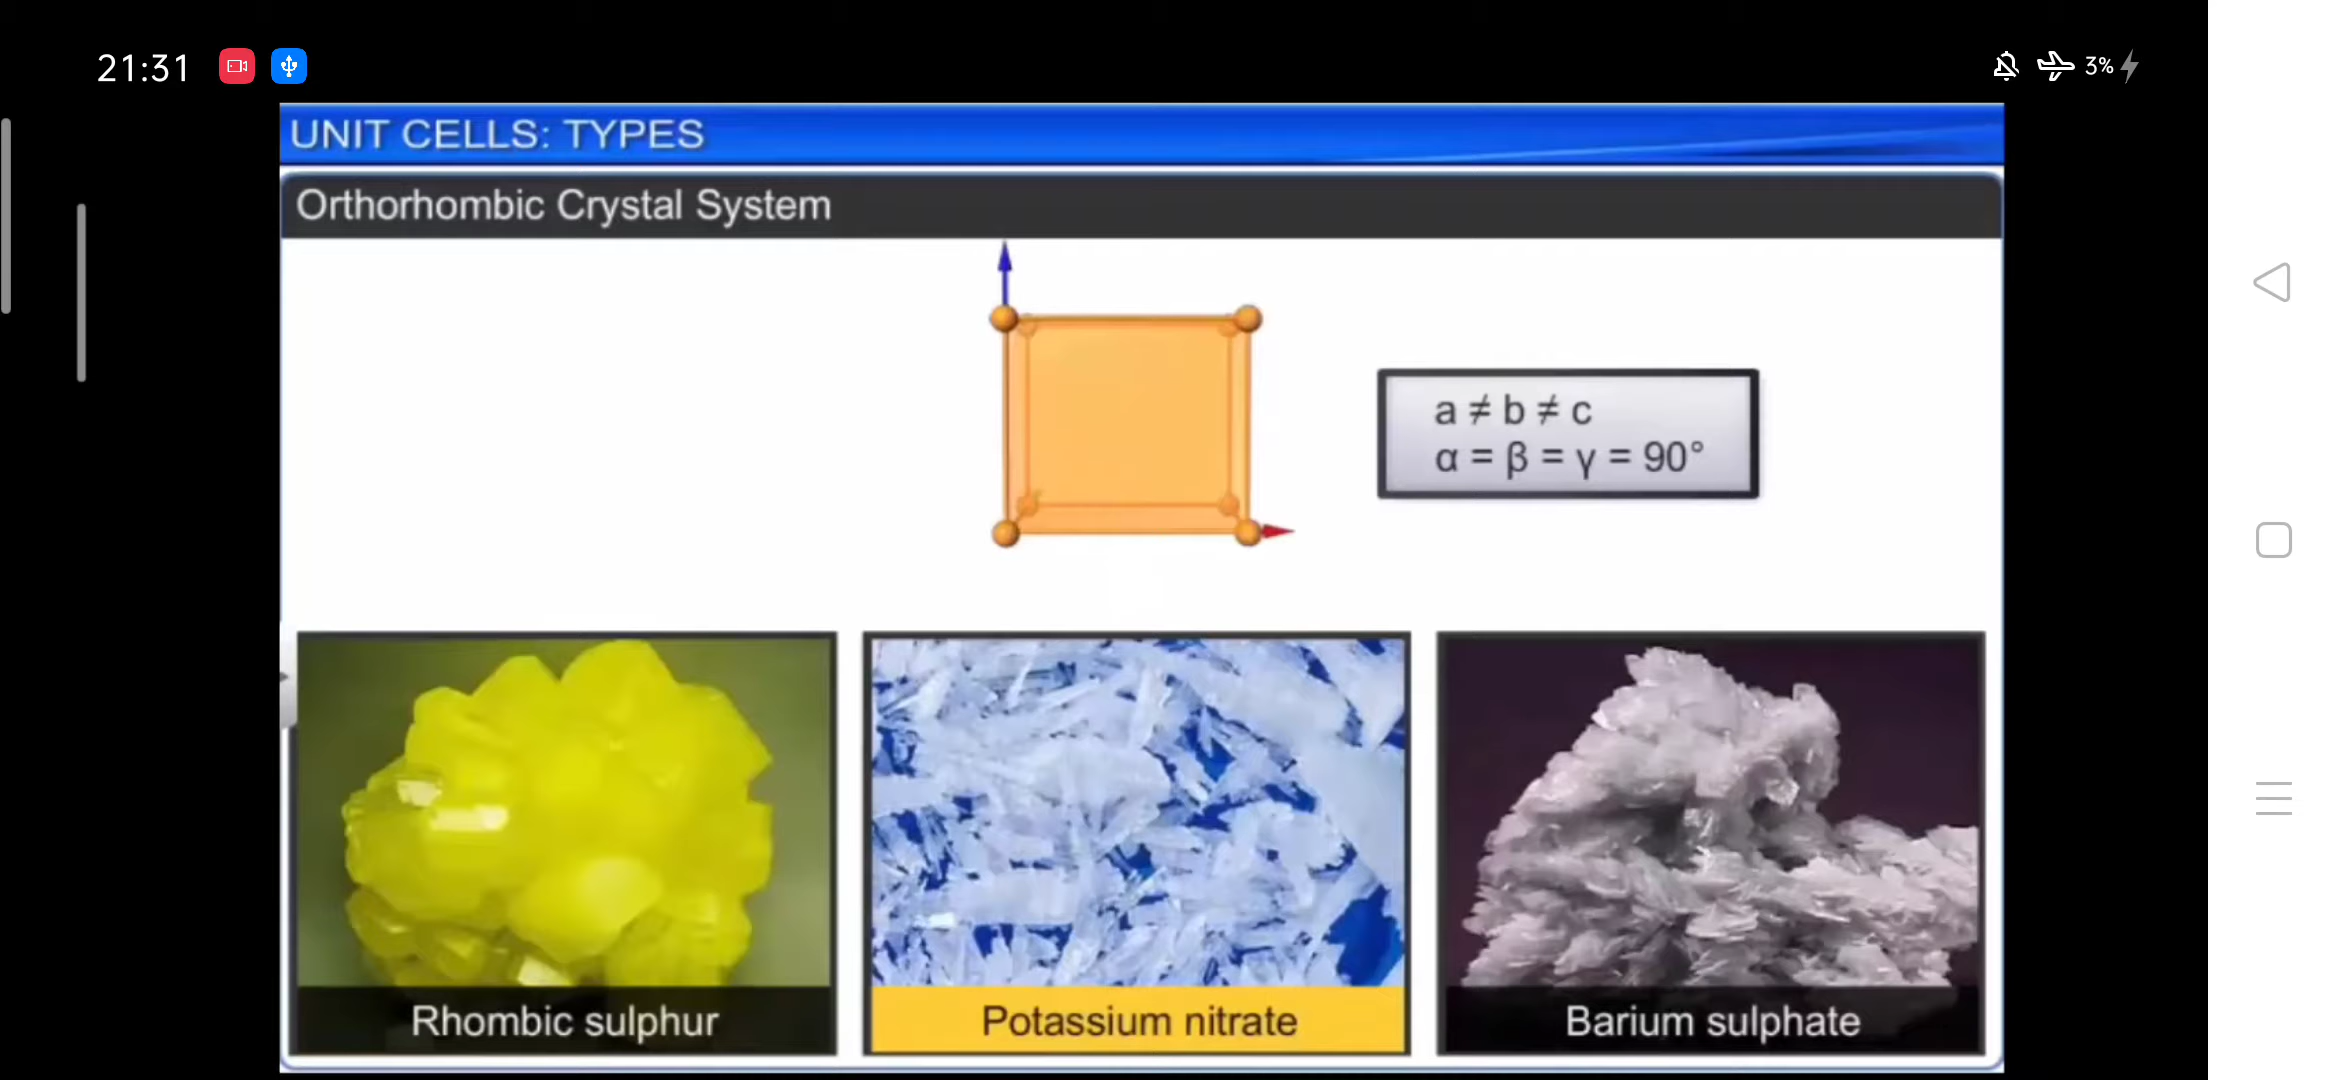 21:31
3%
UNIT CELLS: TYPES
Orthorhombic Crystal System
a ≠ b ≠ c
α = β = γ = 90°
Rhombic sulphur
Potassium nitrate
Barium sulphate